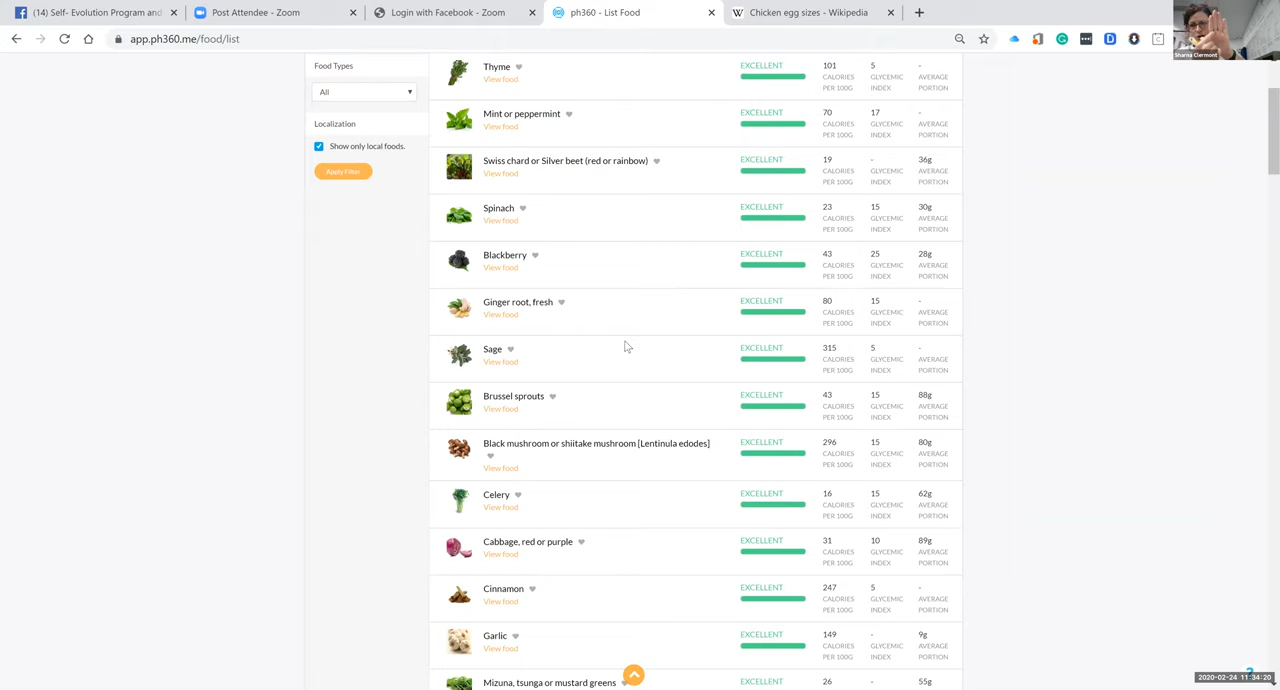 (14) Self- Evolution Program and
Post Attendee - Zoom
Login with Facebook - Zoom
ph360 - List Food
Chicken egg sizes - Wikipedia
app.ph360.me/food/list
Sharna Clermont
Food Types
All
Localization
Show only local foods.
Apply Filter
Thyme
View food
EXCELLENT
101
CALORIES
PER 100G
5
GLYCEMIC
INDEX
-
AVERAGE
PORTION
Mint or peppermint
View food
EXCELLENT
70
CALORIES
PER 100G
17
GLYCEMIC
INDEX
-
AVERAGE
PORTION
Swiss chard or Silver beet (red or rainbow)
View food
EXCELLENT
19
CALORIES
PER 100G
-
GLYCEMIC
INDEX
36g
AVERAGE
PORTION
Spinach
View food
EXCELLENT
23
CALORIES
PER 100G
15
GLYCEMIC
INDEX
30g
AVERAGE
PORTION
Blackberry
View food
EXCELLENT
43
CALORIES
PER 100G
25
GLYCEMIC
INDEX
28g
AVERAGE
PORTION
Ginger root, fresh
View food
EXCELLENT
80
CALORIES
PER 100G
15
GLYCEMIC
INDEX
-
AVERAGE
PORTION
Sage
View food
EXCELLENT
315
CALORIES
PER 100G
5
GLYCEMIC
INDEX
-
AVERAGE
PORTION
Brussel sprouts
View food
EXCELLENT
43
CALORIES
PER 100G
15
GLYCEMIC
INDEX
88g
AVERAGE
PORTION
Black mushroom or shiitake mushroom [Lentinula edodes]
View food
EXCELLENT
296
CALORIES
PER 100G
15
GLYCEMIC
INDEX
80g
AVERAGE
PORTION
Celery
View food
EXCELLENT
16
CALORIES
PER 100G
15
GLYCEMIC
INDEX
62g
AVERAGE
PORTION
Cabbage, red or purple
View food
EXCELLENT
31
CALORIES
PER 100G
10
GLYCEMIC
INDEX
89g
AVERAGE
PORTION
Cinnamon
View food
EXCELLENT
247
CALORIES
PER 100G
5
GLYCEMIC
INDEX
-
AVERAGE
PORTION
Garlic
View food
EXCELLENT
149
CALORIES
PER 100G
-
GLYCEMIC
INDEX
9g
AVERAGE
PORTION
Mizuna, tsunga or mustard greens
EXCELLENT
26
-
55g
2020-02-24 11:34:20